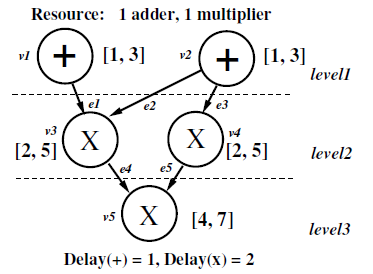 Resource: 1 adder, 1 multiplier
v1 + [1, 3] v2 + [1, 3]
level1
e1 e2 e3
v3 X [2, 5] X v4 [2, 5] level2
e4 e5
v5 X [4, 7] level3
Delay(+) = 1, Delay(x) = 2